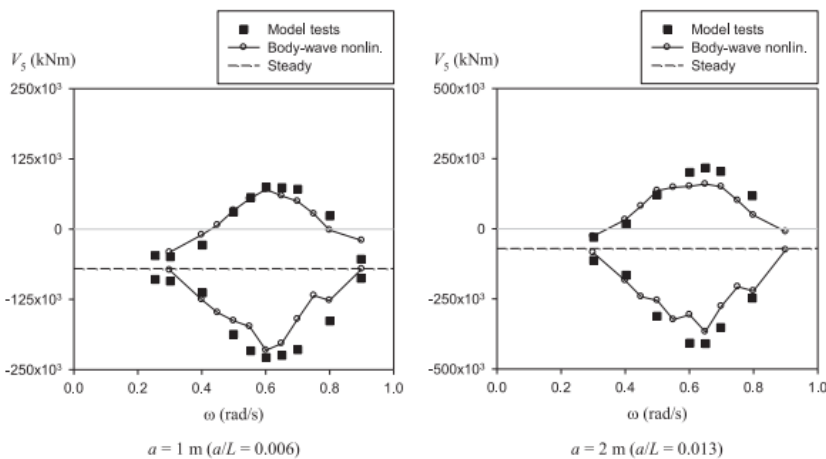 Model tests
Body-wave nonlin.
Steady
V₅ (kNm)
250x10³
125x10³
0
-125x10³
-250x10³
0.0 0.2 0.4 0.6 0.8 1.0
ω (rad/s)
a = 1 m (a/L = 0.006)
Model tests
Body-wave nonlin.
Steady
V₅ (kNm)
500x10³
250x10³
0
-250x10³
-500x10³
0.0 0.2 0.4 0.6 0.8 1.0
ω (rad/s)
a = 2 m (a/L = 0.013)